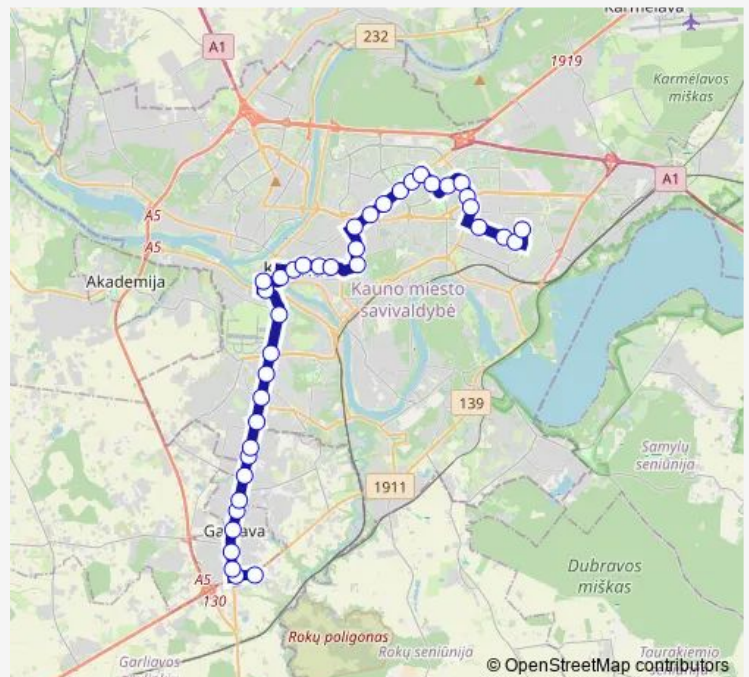 Karmėlava
A1
232
1919
Karmėlavos
miškas
A1
A5
A5
Akademija
Kauno miesto
savivaldybė
139
Samylų
seniūnija
1911
Garliava
Dubravos
miškas
A5
130
Rokų poligonas
Rokų seniūnija
Garliavos
Taurakiemio
seniūnija
© OpenStreetMap contributors